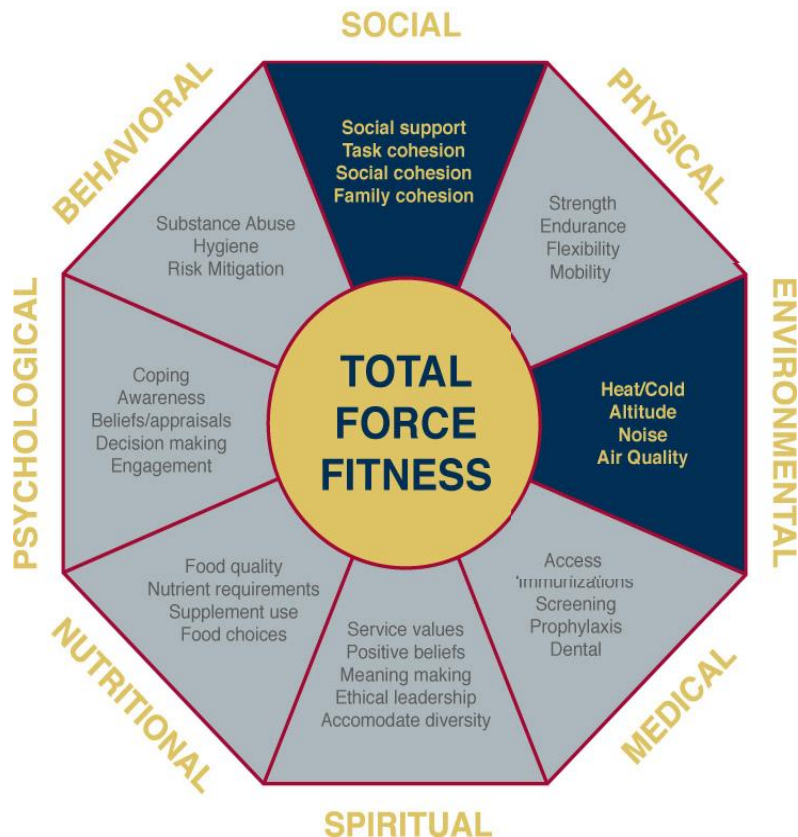 SOCIAL
Social support
Task cohesion
Social cohesion
Family cohesion
PHYSICAL
Strength
Endurance
Flexibility
Mobility
ENVIRONMENTAL
Heat/Cold
Altitude
Noise
Air Quality
MEDICAL
Access
Immunizations
Screening
Prophylaxis
Dental
SPIRITUAL
Service values
Positive beliefs
Meaning making
Ethical leadership
Accomodate diversity
NUTRITIONAL
Food quality
Nutrient requirements
Supplement use
Food choices
PSYCHOLOGICAL
Coping
Awareness
Beliefs/appraisals
Decision making
Engagement
BEHAVIORAL
Substance Abuse
Hygiene
Risk Mitigation
TOTAL
FORCE
FITNESS